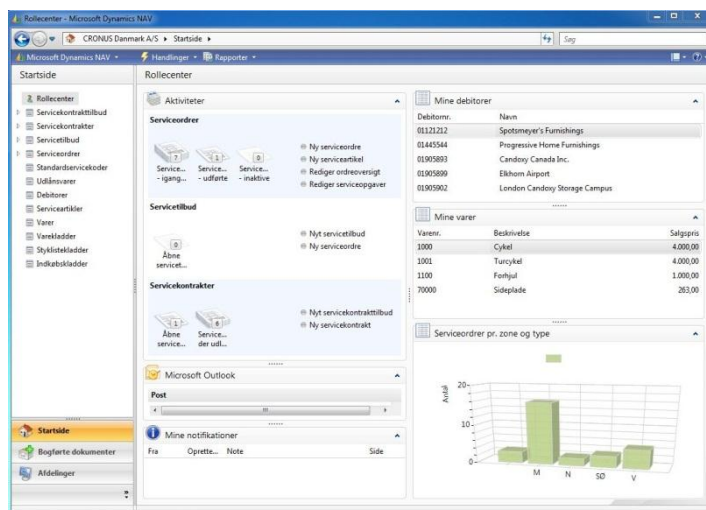 Rollecenter - Microsoft Dynamics NAV
CRONUS Danmark A/S ▸ Startside ▸
Søg
Microsoft Dynamics NAV
Handlinger
Rapporter
Startside
Rollecenter
Servicekontrakttilbud
Servicekontrakter
Servicetilbud
Serviceordrer
Standardservicekoder
Udlånsvarer
Debitorer
Serviceartikler
Varer
Varekladder
Styklistekladder
Indkøbskladder
Startside
Bogførte dokumenter
Afdelinger
Rollecenter
Aktiviteter
Serviceordrer
7 1 0
Service... Service... Service...
- igang... - udførte - inaktive
Ny serviceordre
Ny serviceartikel
Rediger ordreoversigt
Rediger serviceopgaver
Servicetilbud
0
Åbne
servicet...
Nyt servicetilbud
Ny serviceordre
Servicekontrakter
1 6
Åbne Service...
service... der udl...
Nyt servicekontrakttilbud
Ny servicekontrakt
Microsoft Outlook
Post
Mine notifikationer
Fra Oprette... Note Side
Mine debitorer
Debitornr. Navn
01121212 Spotsmeyer's Furnishings
01445544 Progressive Home Furnishings
01905893 Candoxy Canada Inc.
01905899 Elkhorn Airport
01905902 London Candoxy Storage Campus
Mine varer
Varenr. Beskrivelse Salgspris
1000 Cykel 4.000,00
1001 Turcykel 4.000,00
1100 Forhjul 1.000,00
70000 Sideplade 263,00
Serviceordrer pr. zone og type
Antal
20
10
0
M N SØ V